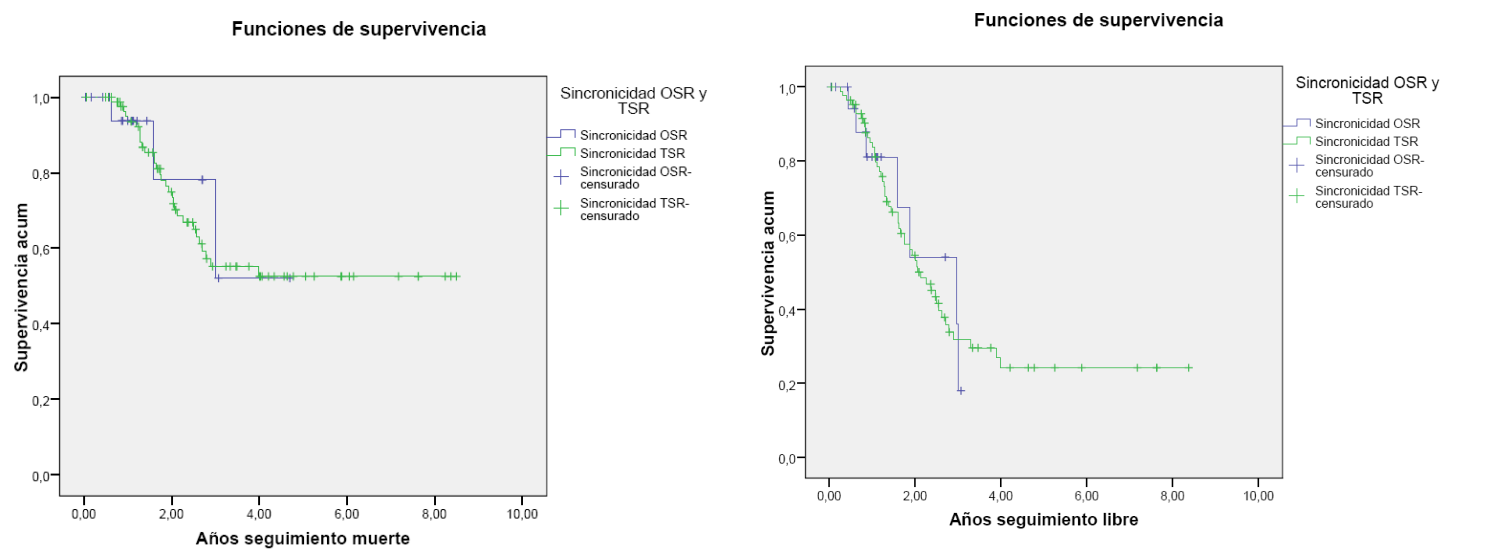 Funciones de supervivencia
Supervivencia acum
1,0
0,8
0,6
0,4
0,2
0,0
0,00
2,00
4,00
6,00
8,00
10,00
Años seguimiento muerte
Sincronicidad OSR y
TSR
Sincronicidad OSR
Sincronicidad TSR
Sincronicidad OSR-
censurado
Sincronicidad TSR-
censurado
Funciones de supervivencia
Supervivencia acum
1,0
0,8
0,6
0,4
0,2
0,0
0,00
2,00
4,00
6,00
8,00
10,00
Años seguimiento libre
Sincronicidad OSR y
TSR
Sincronicidad OSR
Sincronicidad TSR
Sincronicidad OSR-
censurado
Sincronicidad TSR-
censurado